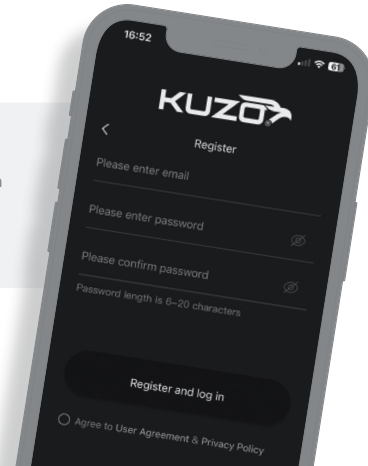 16:52
61
KUZO
Register
Please enter email
Please enter password
Please confirm password
Password length is 6-20 characters
Register and log in
Agree to User Agreement & Privacy Policy